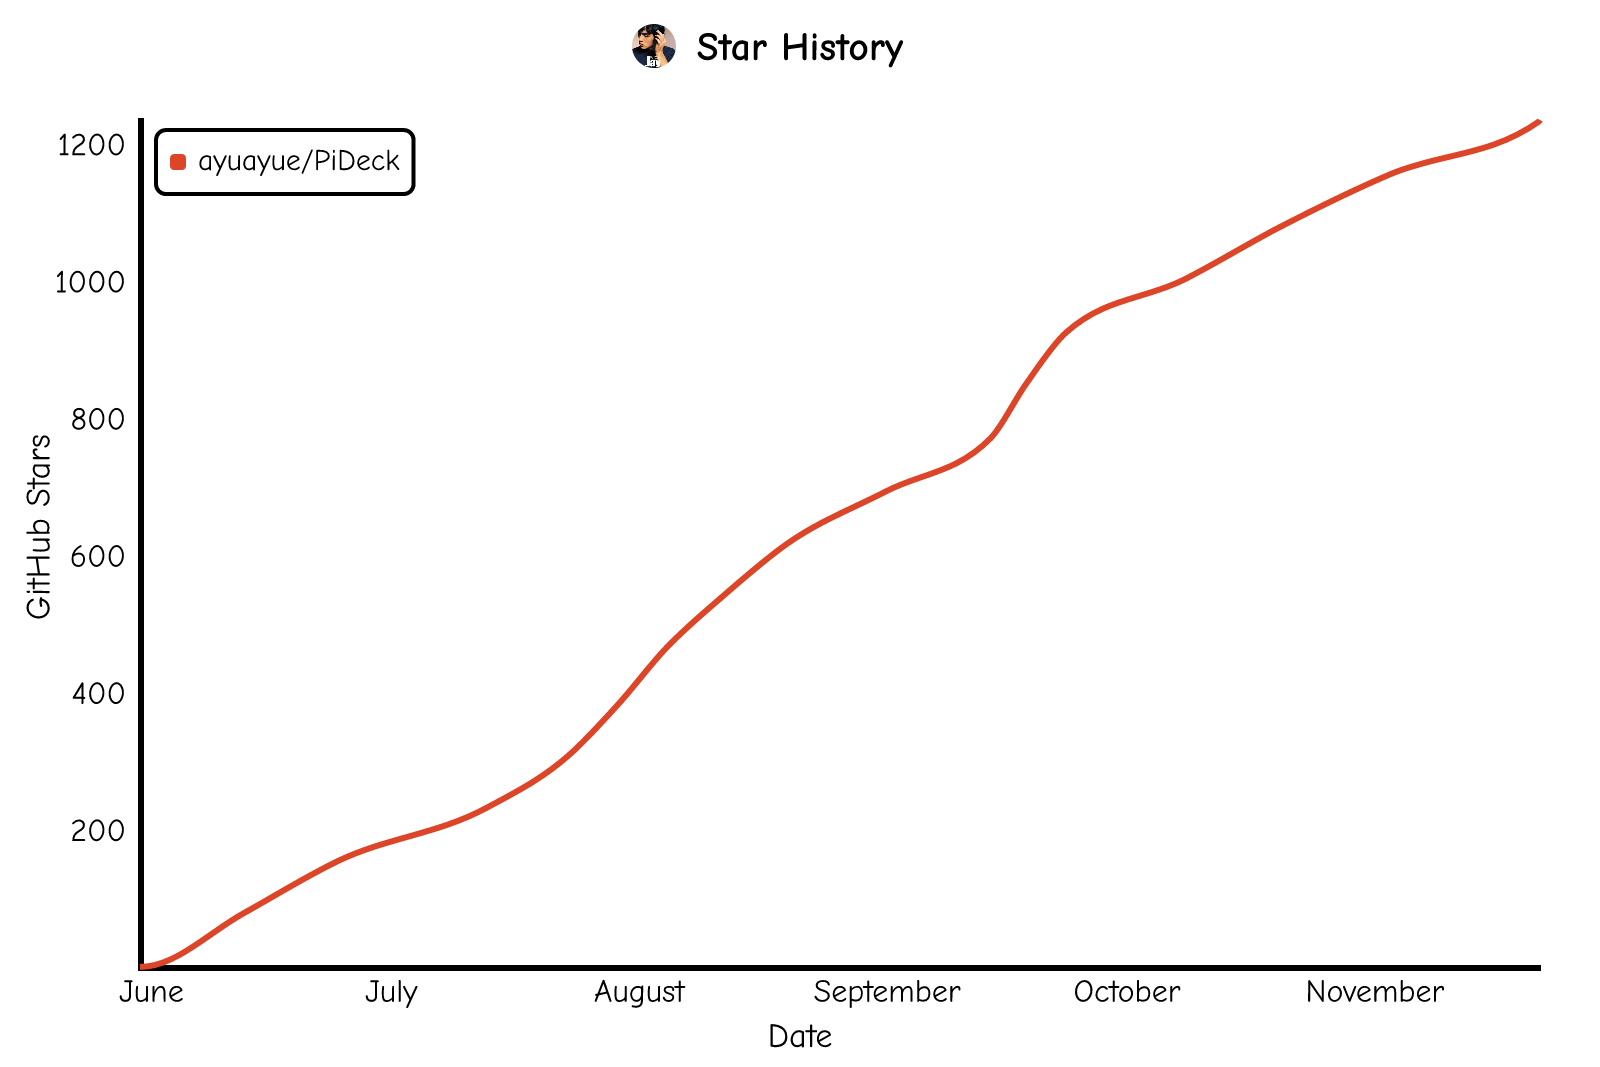 Star History
ayuayue/PiDeck
1200
1000
800
600
400
200
GitHub Stars
June
July
August
September
October
November
Date